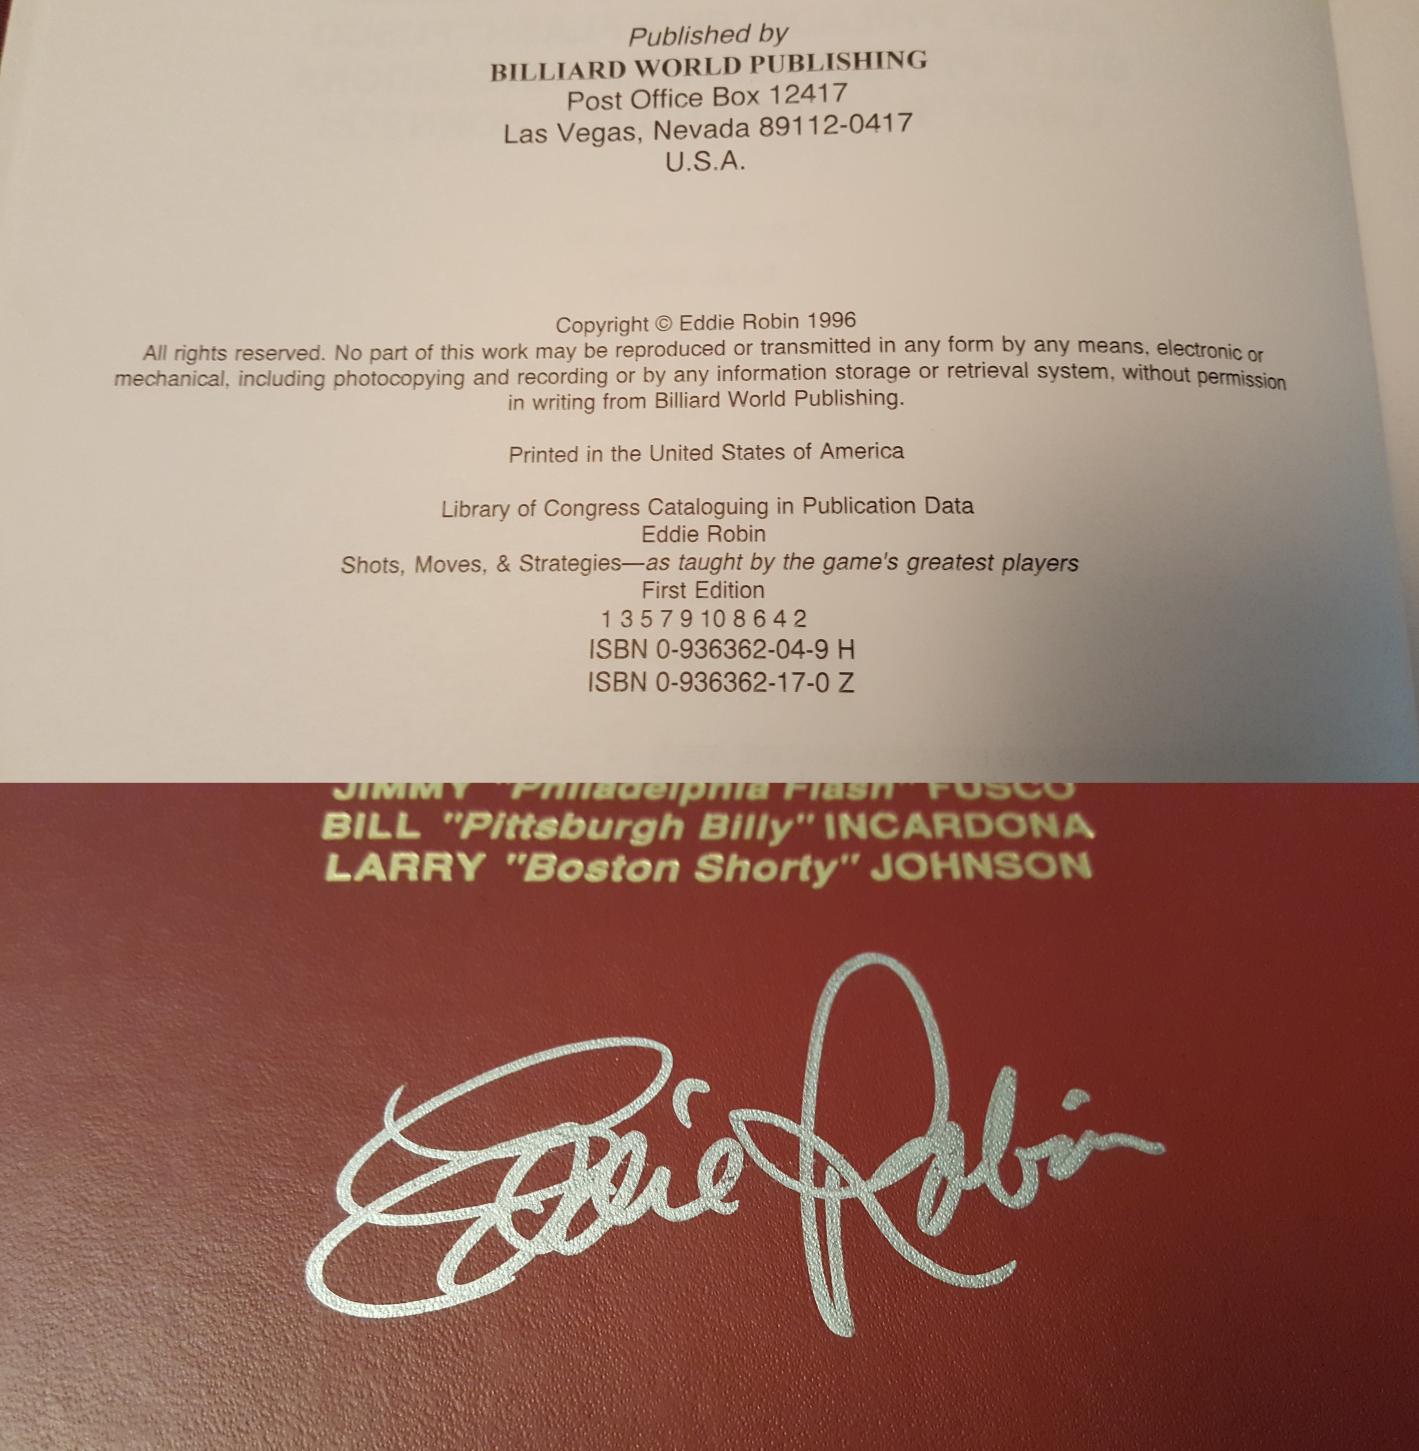 Published by
BILLIARD WORLD PUBLISHING
Post Office Box 12417
Las Vegas, Nevada 89112-0417
U.S.A.
Copyright © Eddie Robin 1996
All rights reserved. No part of this work may be reproduced or transmitted in any form by any means, electronic or
mechanical, including photocopying and recording or by any information storage or retrieval system, without permission
in writing from Billiard World Publishing.
Printed in the United States of America
Library of Congress Cataloguing in Publication Data
Eddie Robin
Shots, Moves, & Strategies—as taught by the game's greatest players
First Edition
1 3 5 7 9 10 8 6 4 2
ISBN 0-936362-04-9 H
ISBN 0-936362-17-0 Z
JIMMY "Philadelphia Flash" FUSCO
BILL "Pittsburgh Billy" INCARDONA
LARRY "Boston Shorty" JOHNSON
Eddie Robin